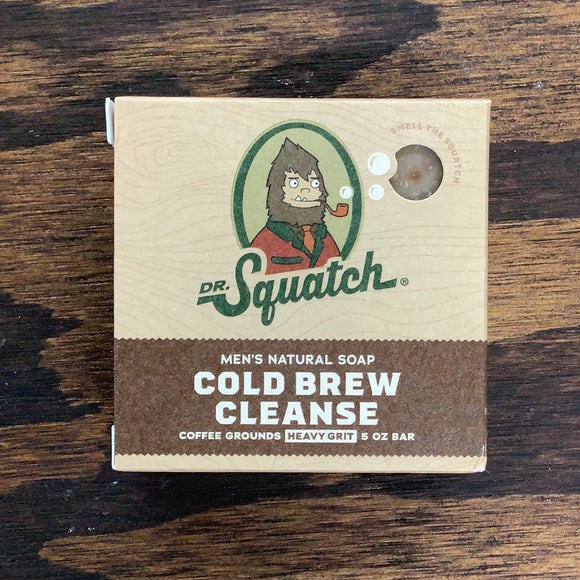 SMELL THE SQUATCH
DR. Squatch®
MEN'S NATURAL SOAP
COLD BREW
CLEANSE
COFFEE GROUNDS HEAVY GRIT 5 OZ BAR